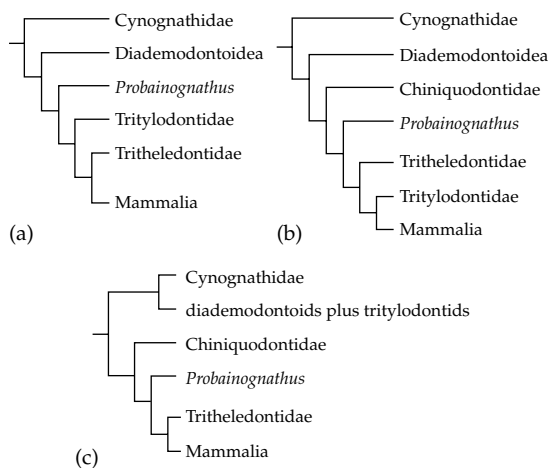 Cynognathidae
Diademodontoidea
Probainognathus
Tritylodontidae
Tritheledontidae
Mammalia
(a)
Cynognathidae
Diademodontoidea
Chiniquodontidae
Probainognathus
Tritheledontidae
Tritylodontidae
Mammalia
(b)
Cynognathidae
diademodontoids plus tritylodontids
Chiniquodontidae
Probainognathus
Tritheledontidae
Mammalia
(c)